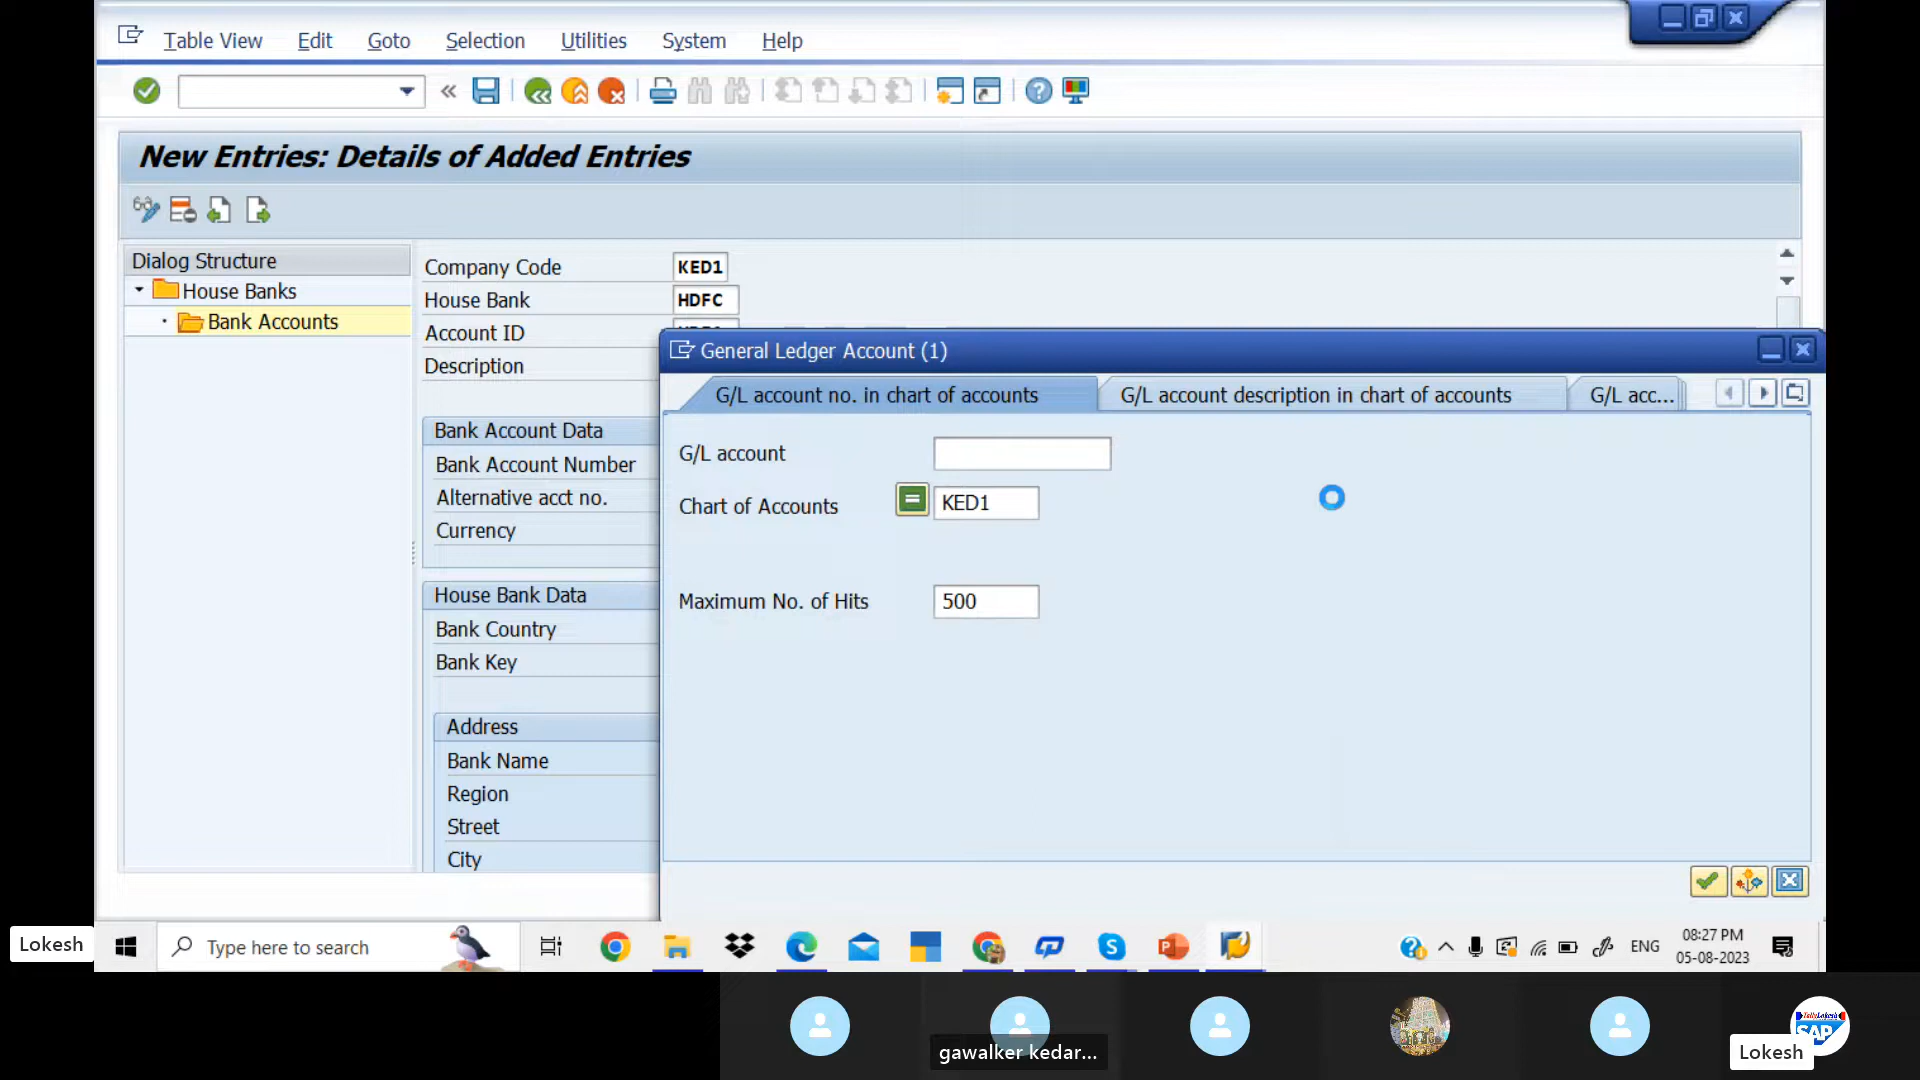 Table View Edit Goto Selection Utilities System Help
New Entries: Details of Added Entries
Dialog Structure
House Banks
Bank Accounts
Company Code KED1
House Bank HDFC
Account ID
Description
Bank Account Data
Bank Account Number
Alternative acct no.
Currency
House Bank Data
Bank Country
Bank Key
Address
Bank Name
Region
Street
City
General Ledger Account (1)
G/L account no. in chart of accounts G/L account description in chart of accounts G/L acc...
G/L account
Chart of Accounts KED1
Maximum No. of Hits 500
Lokesh
Type here to search
ENG
08:27 PM
05-08-2023
gawalker kedar...
SAP
Lokesh